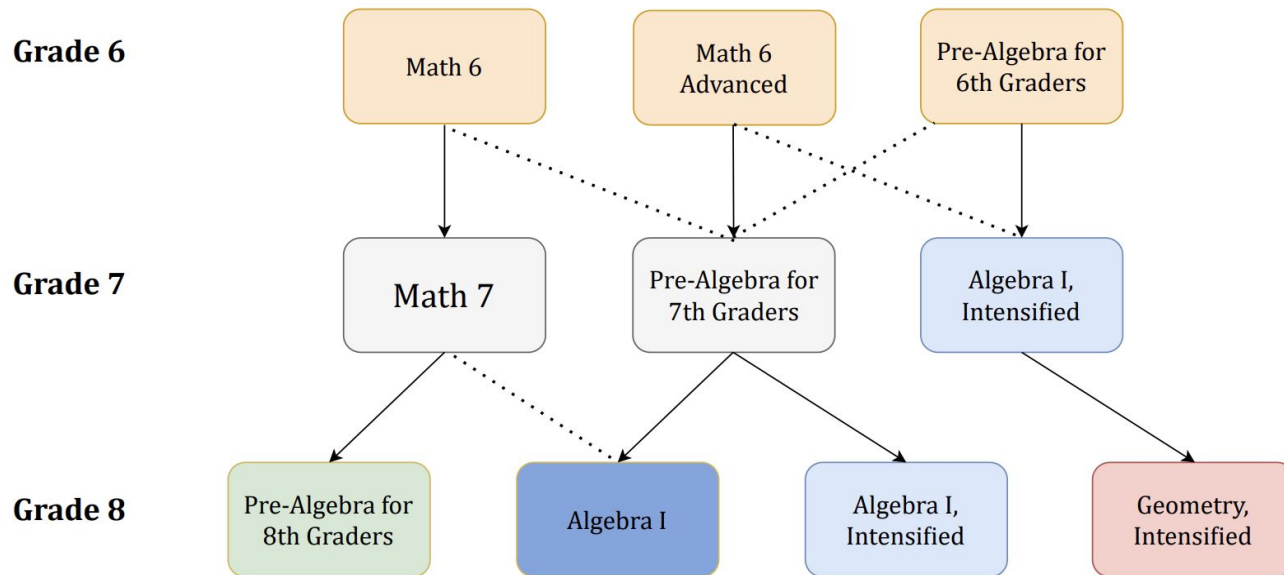 Grade 6
Math 6
Math 6
Advanced
Pre-Algebra for
6th Graders
Grade 7
Math 7
Pre-Algebra for
7th Graders
Algebra I,
Intensified
Grade 8
Pre-Algebra for
8th Graders
Algebra I
Algebra I,
Intensified
Geometry,
Intensified